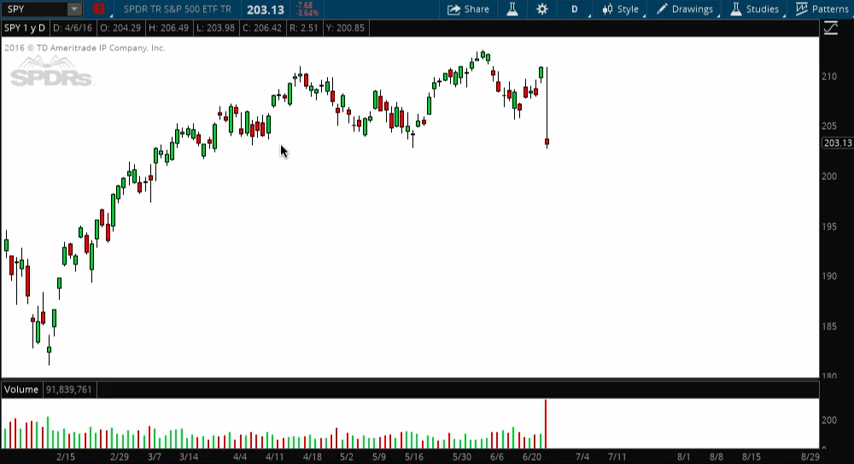 SPY SPDR TR S&P 500 ETF TR 203.13 -7.68 -3.64% Share D Style Drawings Studies Patterns
SPY 1 y D D: 4/6/16 O: 204.29 H: 206.49 L: 203.98 C: 206.42 R: 2.51 Y: 200.85
2016 © TD Ameritrade IP Company, Inc.
SPDRs
210
205
203.13
200
195
190
185
180
Volume 91,839,761
200
0
2/15 2/29 3/7 3/14 4/4 4/11 4/18 5/2 5/9 5/16 5/30 6/6 6/20 7/4 7/11 8/1 8/8 8/15 8/29